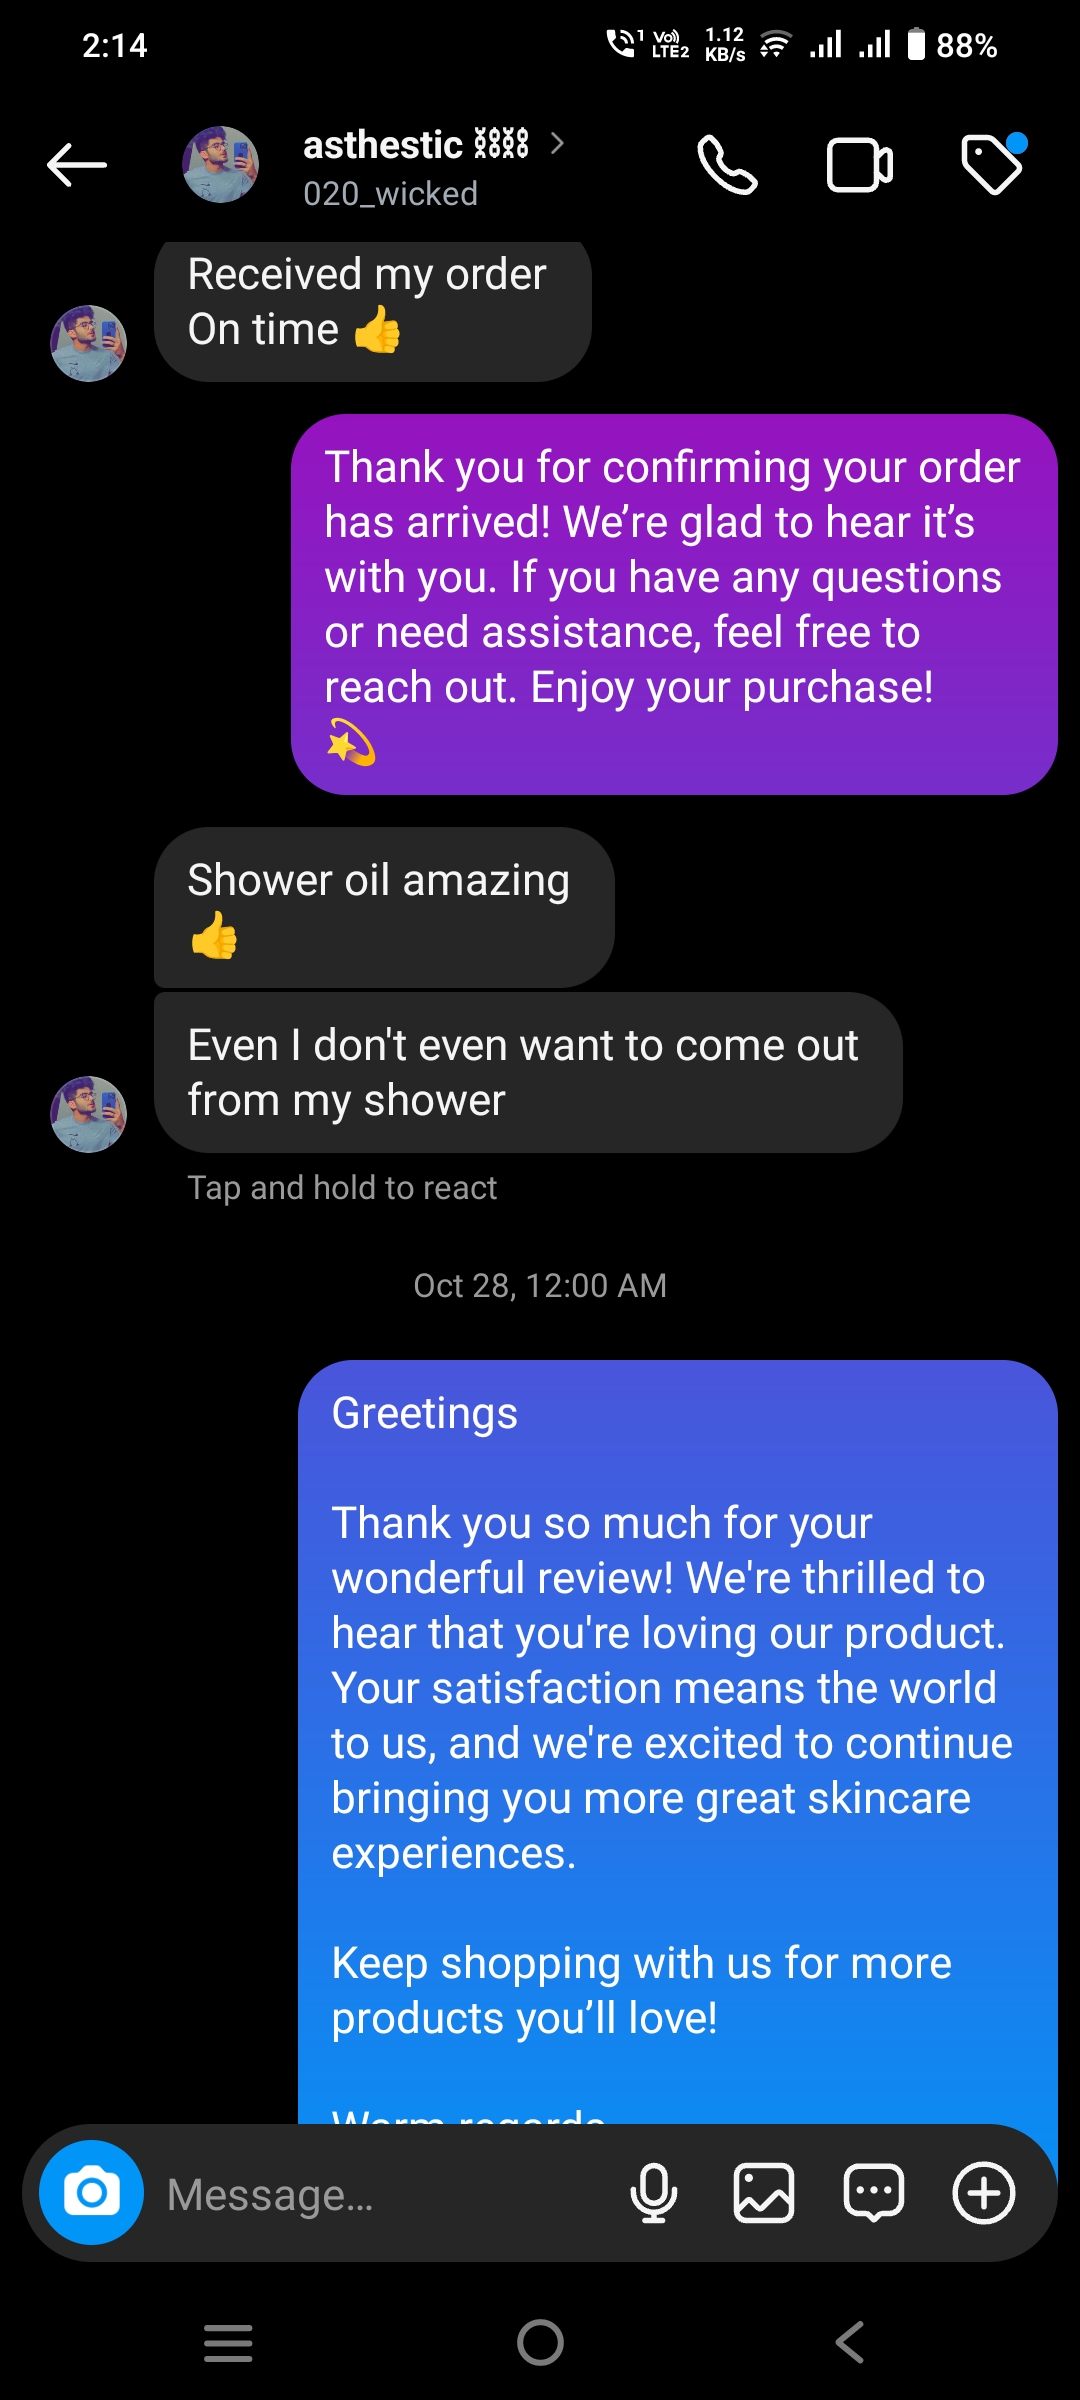 2:14
1
Vo)) LTE2
1.12 KB/s
88%
asthestic
020_wicked
Received my order
On time 👍
Thank you for confirming your order
has arrived! We’re glad to hear it’s
with you. If you have any questions
or need assistance, feel free to
reach out. Enjoy your purchase!
💫
Shower oil amazing
👍
Even I don't even want to come out
from my shower
Tap and hold to react
Oct 28, 12:00 AM
Greetings
Thank you so much for your
wonderful review! We're thrilled to
hear that you're loving our product.
Your satisfaction means the world
to us, and we're excited to continue
bringing you more great skincare
experiences.
Keep shopping with us for more
products you’ll love!
Warm regards
Message...